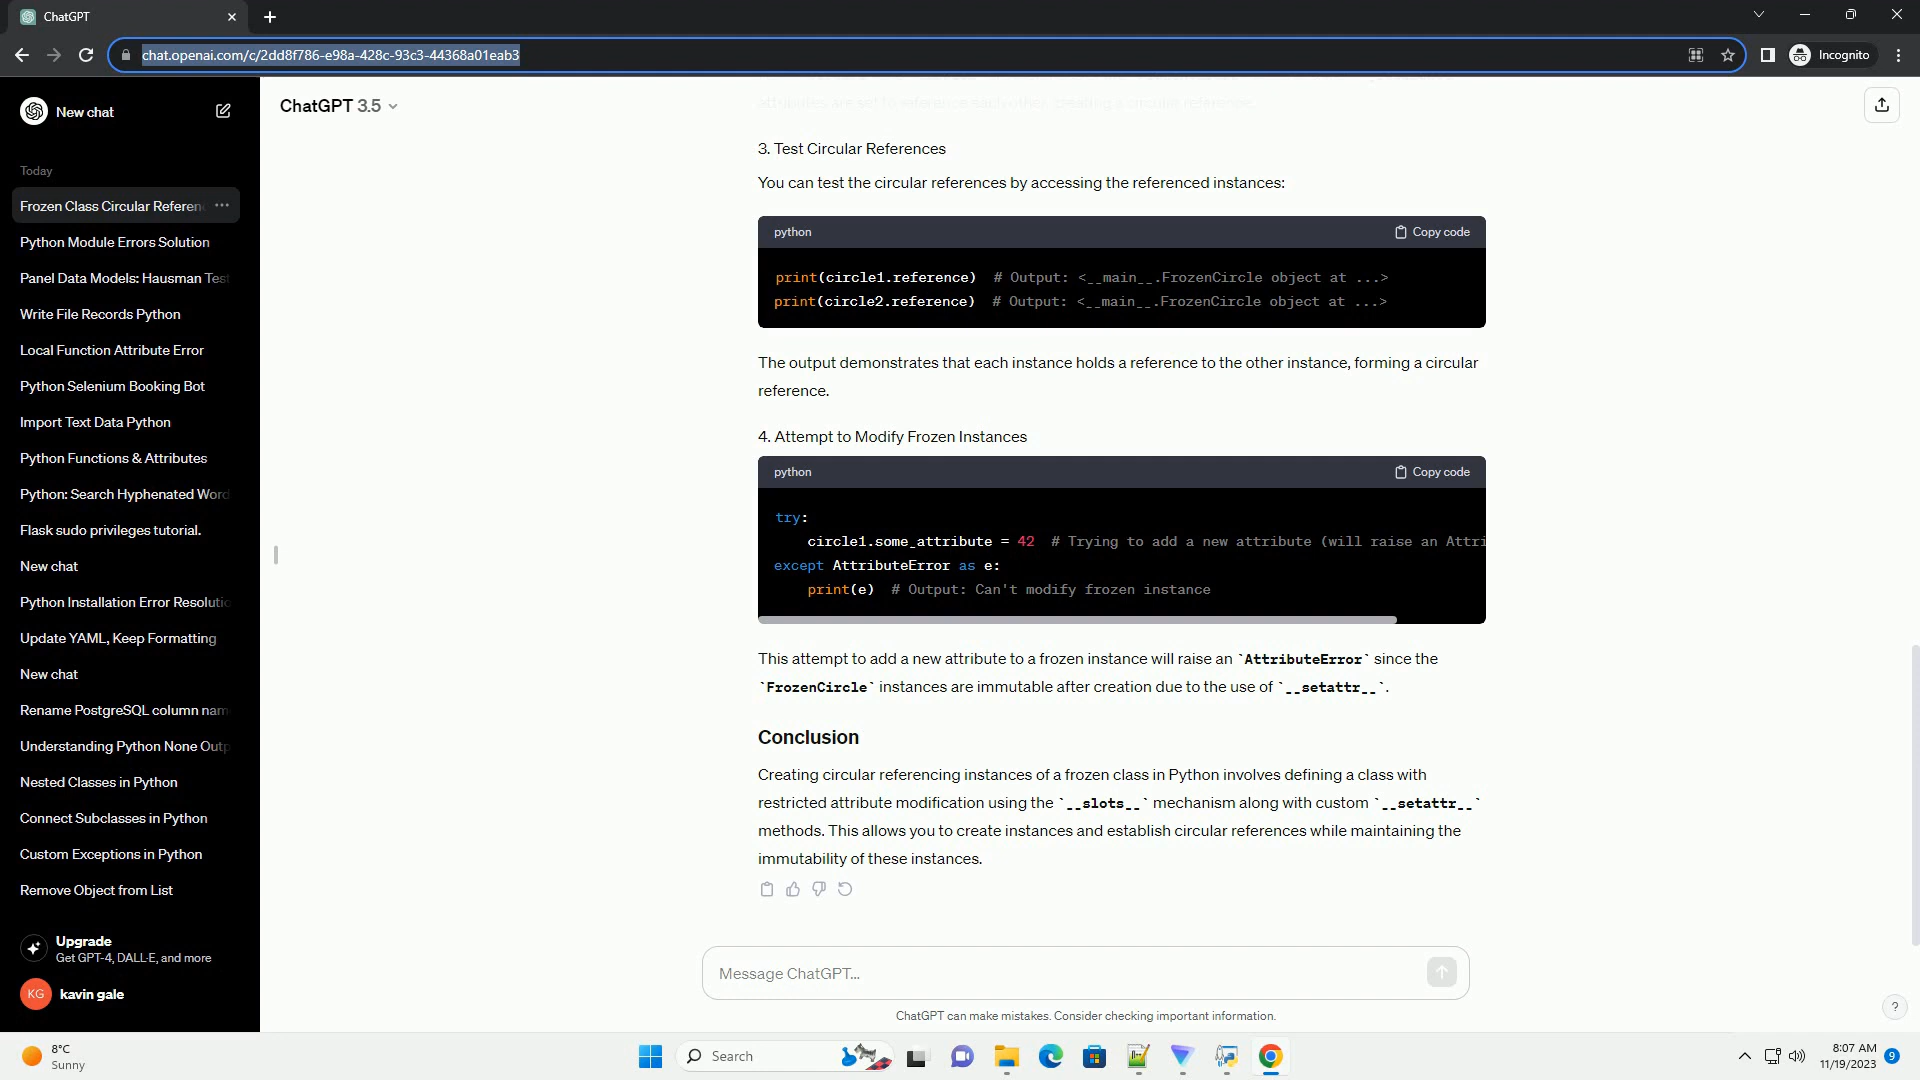 ChatGPT
chat.openai.com/c/2dd8f786-e98a-428c-93c3-44368a01eab3
Incognito
New chat
Today
Frozen Class Circular Referen
Python Module Errors Solution
Panel Data Models: Hausman Test
Write File Records Python
Local Function Attribute Error
Python Selenium Booking Bot
Import Text Data Python
Python Functions & Attributes
Python: Search Hyphenated Word
Flask sudo privileges tutorial.
New chat
Python Installation Error Resolutio
Update YAML, Keep Formatting
New chat
Rename PostgreSQL column nam
Understanding Python None Outp
Nested Classes in Python
Connect Subclasses in Python
Custom Exceptions in Python
Remove Object from List
Upgrade
Get GPT-4, DALL·E, and more
KG kavin gale
ChatGPT 3.5
attributes are set to reference each other, creating a circular reference.
3. Test Circular References
You can test the circular references by accessing the referenced instances:
python Copy code
print(circle1.reference)  # Output: <__main__.FrozenCircle object at ...>
print(circle2.reference)  # Output: <__main__.FrozenCircle object at ...>
The output demonstrates that each instance holds a reference to the other instance, forming a circular
reference.
4. Attempt to Modify Frozen Instances
python Copy code
try:
    circle1.some_attribute = 42  # Trying to add a new attribute (will raise an Attri
except AttributeError as e:
    print(e)  # Output: Can't modify frozen instance
This attempt to add a new attribute to a frozen instance will raise an `AttributeError` since the
`FrozenCircle` instances are immutable after creation due to the use of `__setattr__`.
Conclusion
Creating circular referencing instances of a frozen class in Python involves defining a class with
restricted attribute modification using the `__slots__` mechanism along with custom `__setattr__`
methods. This allows you to create instances and establish circular references while maintaining the
immutability of these instances.
Message ChatGPT...
ChatGPT can make mistakes. Consider checking important information.
?
8°C
Sunny
Search
8:07 AM
11/19/2023
9